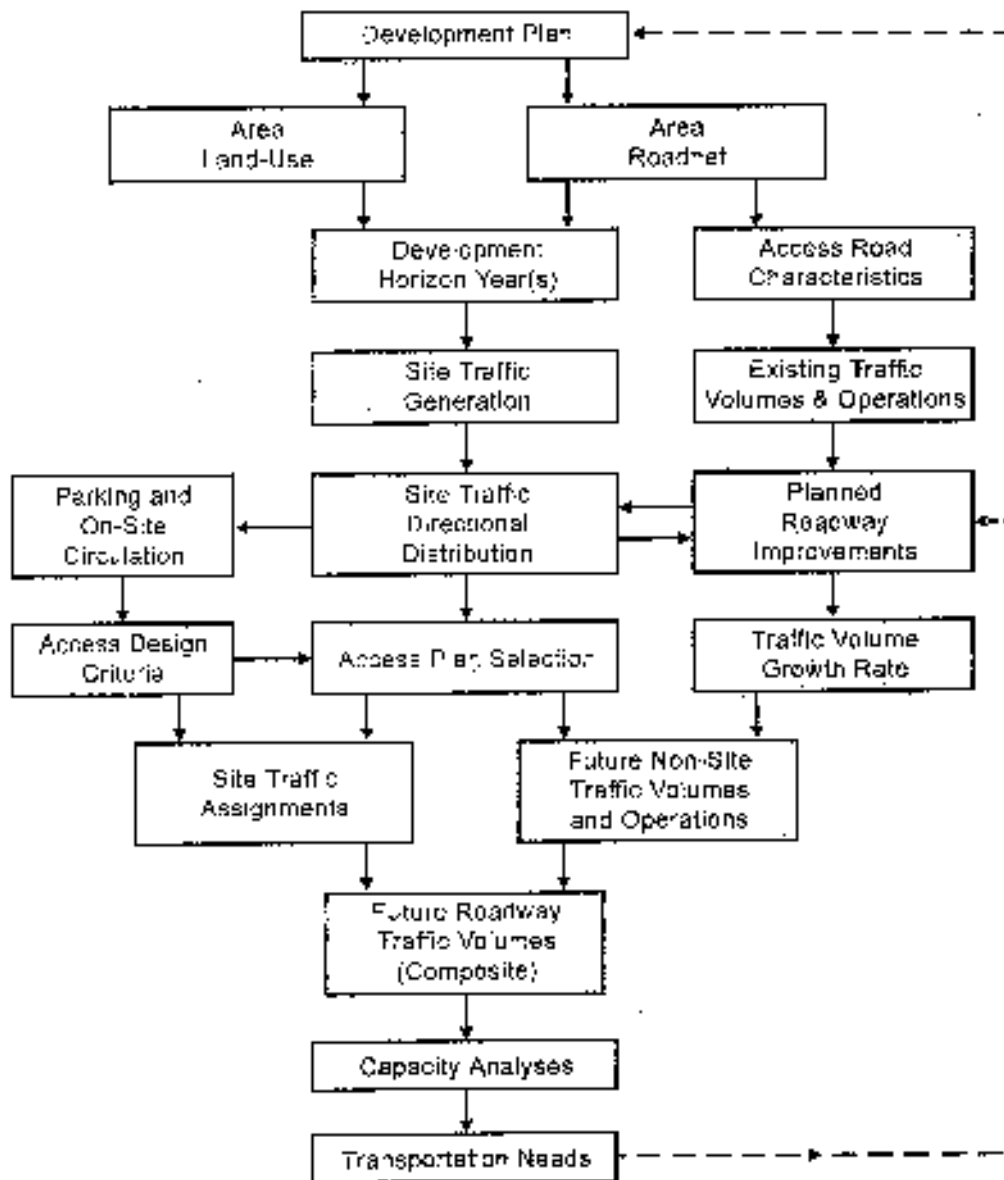 Development Plan
Area
Land-Use
Area
Roadnet
Development
Horizon Year(s)
Access Road
Characteristics
Site Traffic
Generation
Existing Traffic
Volumes & Operations
Parking and
On-Site
Circulation
Site Traffic
Directional
Distribution
Planned
Roadway
Improvements
Access Design
Criteria
Access Plan Selection
Traffic Volume
Growth Rate
Site Traffic
Assignments
Future Non-Site
Traffic Volumes
and Operations
Future Roadway
Traffic Volumes
(Composite)
Capacity Analyses
Transportation Needs